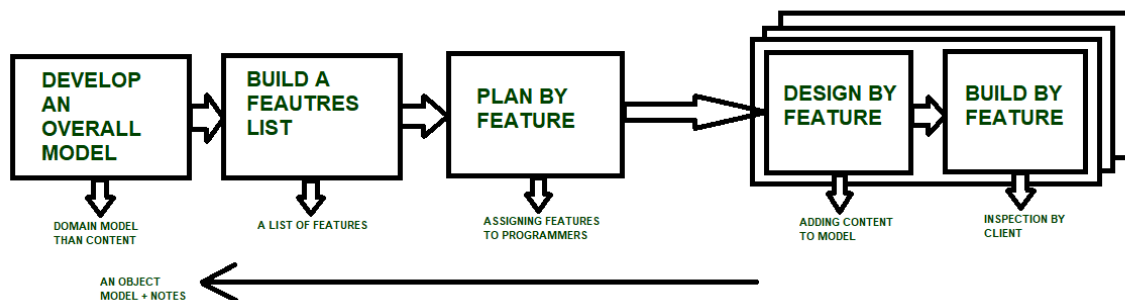 DEVELOP
AN
OVERALL
MODEL
BUILD A
FEAUTRES
LIST
PLAN BY
FEATURE
DESIGN BY
FEATURE
BUILD BY
FEATURE
DOMAIN MODEL
THAN CONTENT
A LIST OF FEATURES
ASSIGNING FEATURES
TO PROGRAMMERS
ADDING CONTENT
TO MODEL
INSPECTION BY
CLIENT
AN OBJECT
MODEL + NOTES